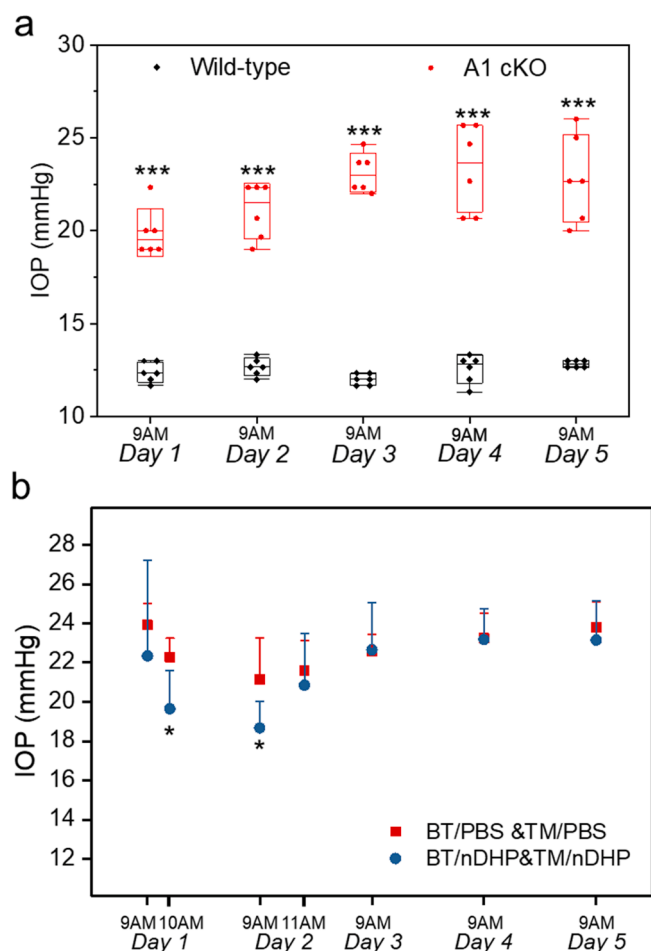 a
30
25
20
15
10
IOP (mmHg)
Wild-type A1 cKO
*** *** *** *** ***
9AM 9AM 9AM 9AM 9AM
Day 1 Day 2 Day 3 Day 4 Day 5
b
28
26
24
22
20
18
16
14
12
IOP (mmHg)
* *
BT/PBS &TM/PBS
BT/nDHP&TM/nDHP
9AM 10AM 9AM 11AM 9AM 9AM 9AM
Day 1 Day 2 Day 3 Day 4 Day 5